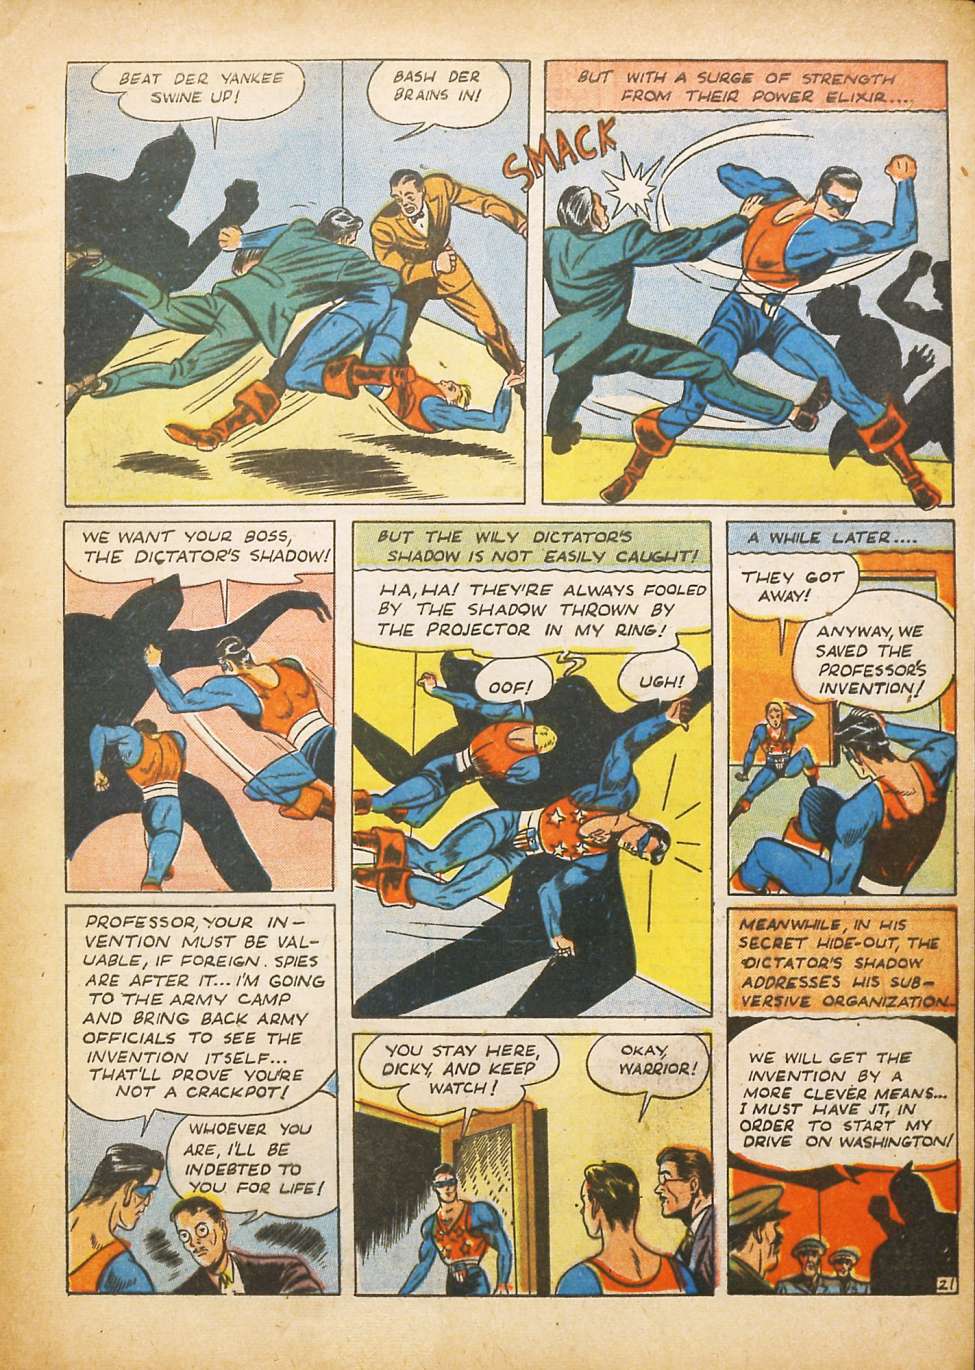 BEAT DER YANKEE
SWINE UP!
BASH DER
BRAINS IN!
BUT WITH A SURGE OF STRENGTH
FROM THEIR POWER ELIXIR....
SMACK
WE WANT YOUR BOSS,
THE DICTATOR'S SHADOW!
BUT THE WILY DICTATOR'S
SHADOW IS NOT EASILY CAUGHT!
HA, HA! THEY'RE ALWAYS FOOLED
BY THE SHADOW THROWN BY
THE PROJECTOR IN MY RING!
OOF!
UGH!
A WHILE LATER....
THEY GOT
AWAY!
ANYWAY, WE
SAVED THE
PROFESSOR'S
INVENTION!
PROFESSOR, YOUR IN-
VENTION MUST BE VAL-
UABLE, IF FOREIGN. SPIES
ARE AFTER IT... I'M GOING
TO THE ARMY CAMP
AND BRING BACK ARMY
OFFICIALS TO SEE THE
INVENTION ITSELF...
THAT'LL PROVE YOU'RE
NOT A CRACKPOT!
WHOEVER YOU
ARE, I'LL BE
INDEBTED TO
YOU FOR LIFE!
YOU STAY HERE,
DICKY, AND KEEP
WATCH!
OKAY,
WARRIOR!
MEANWHILE, IN HIS
SECRET HIDE-OUT, THE
DICTATOR'S SHADOW
ADDRESSES HIS SUB-
VERSIVE ORGANIZATION
WE WILL GET THE
INVENTION BY A
MORE CLEVER MEANS...
I MUST HAVE IT, IN
ORDER TO START MY
DRIVE ON WASHINGTON!
21